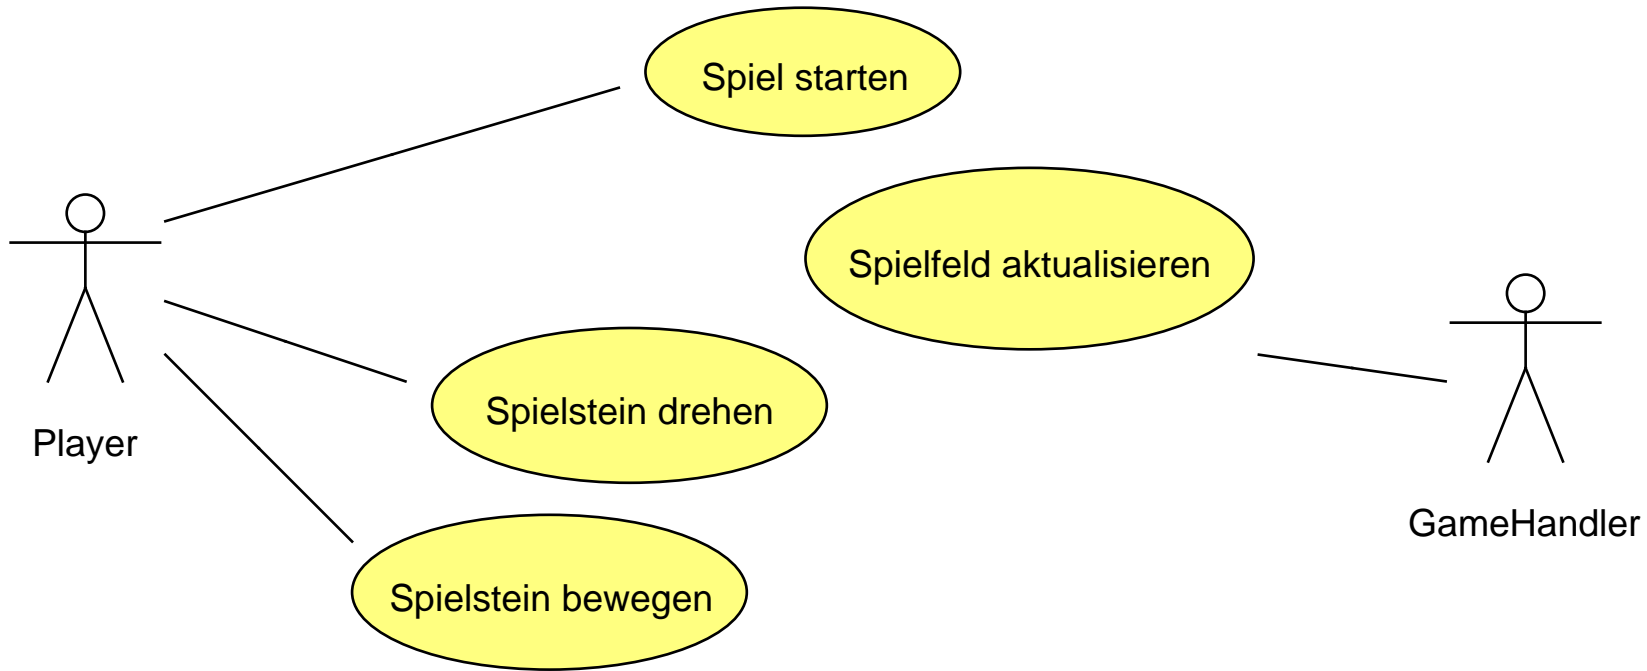 Spiel starten
Spielfeld aktualisieren
Spielstein drehen
Player
GameHandler
Spielstein bewegen